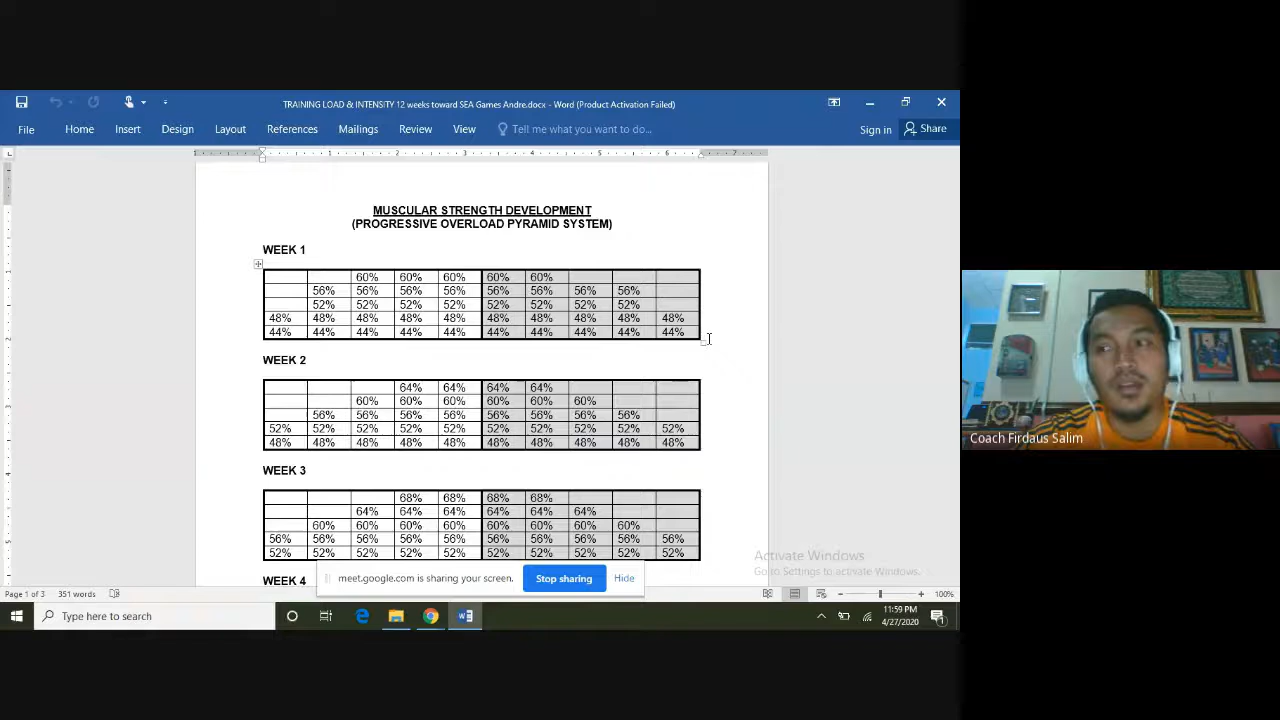 TRAINING LOAD & INTENSITY 12 weeks toward SEA Games Andre.docx - Word (Product Activation Failed)
File Home Insert Design Layout References Mailings Review View Tell me what you want to do... Sign in Share
1 1 2 3 4 5 6 7
MUSCULAR STRENGTH DEVELOPMENT
(PROGRESSIVE OVERLOAD PYRAMID SYSTEM)
WEEK 1
60% 60% 60% 60% 60%
56% 56% 56% 56% 56% 56% 56% 56%
52% 52% 52% 52% 52% 52% 52% 52%
48% 48% 48% 48% 48% 48% 48% 48% 48% 48%
44% 44% 44% 44% 44% 44% 44% 44% 44% 44%
WEEK 2
64% 64% 64% 64%
60% 60% 60% 60% 60% 60%
56% 56% 56% 56% 56% 56% 56% 56%
52% 52% 52% 52% 52% 52% 52% 52% 52% 52%
48% 48% 48% 48% 48% 48% 48% 48% 48% 48%
WEEK 3
68% 68% 68% 68%
64% 64% 64% 64% 64% 64%
60% 60% 60% 60% 60% 60% 60% 60%
56% 56% 56% 56% 56% 56% 56% 56% 56% 56%
52% 52% 52% 52% 52% 52% 52% 52% 52% 52%
WEEK 4
meet.google.com is sharing your screen. Stop sharing Hide
Activate Windows
Go to Settings to activate Windows.
Page 1 of 3 351 words 100%
Type here to search
11:59 PM
4/27/2020
Coach Firdaus Salim